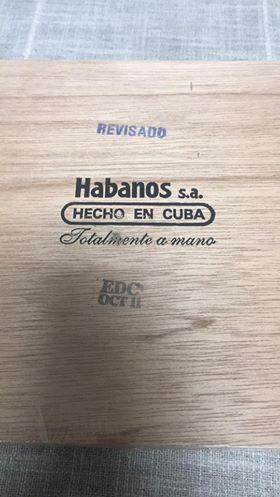 REVISADO
Habanos s.a.
HECHO EN CUBA
Totalmente a mano
EDC
OCT 11